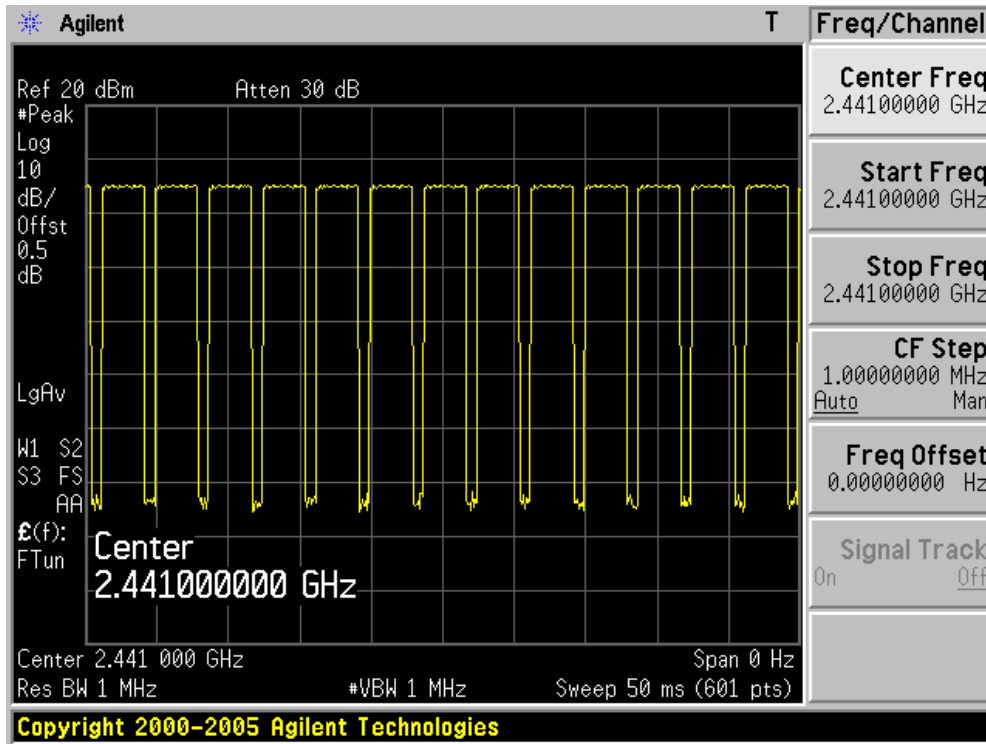 Agilent T
Freq/Channel
Ref 20 dBm Atten 30 dB
#Peak
Log
10
dB/
Offst
0.5
dB
LgAv
W1 S2
S3 FS
AA
£(f):
FTun
Center
2.441000000 GHz
Center 2.441 000 GHz Span 0 Hz
Res BW 1 MHz #VBW 1 MHz Sweep 50 ms (601 pts)
Copyright 2000-2005 Agilent Technologies
Center Freq
2.44100000 GHz
Start Freq
2.44100000 GHz
Stop Freq
2.44100000 GHz
CF Step
1.00000000 MHz
Auto Man
Freq Offset
0.00000000 Hz
Signal Track
On Off